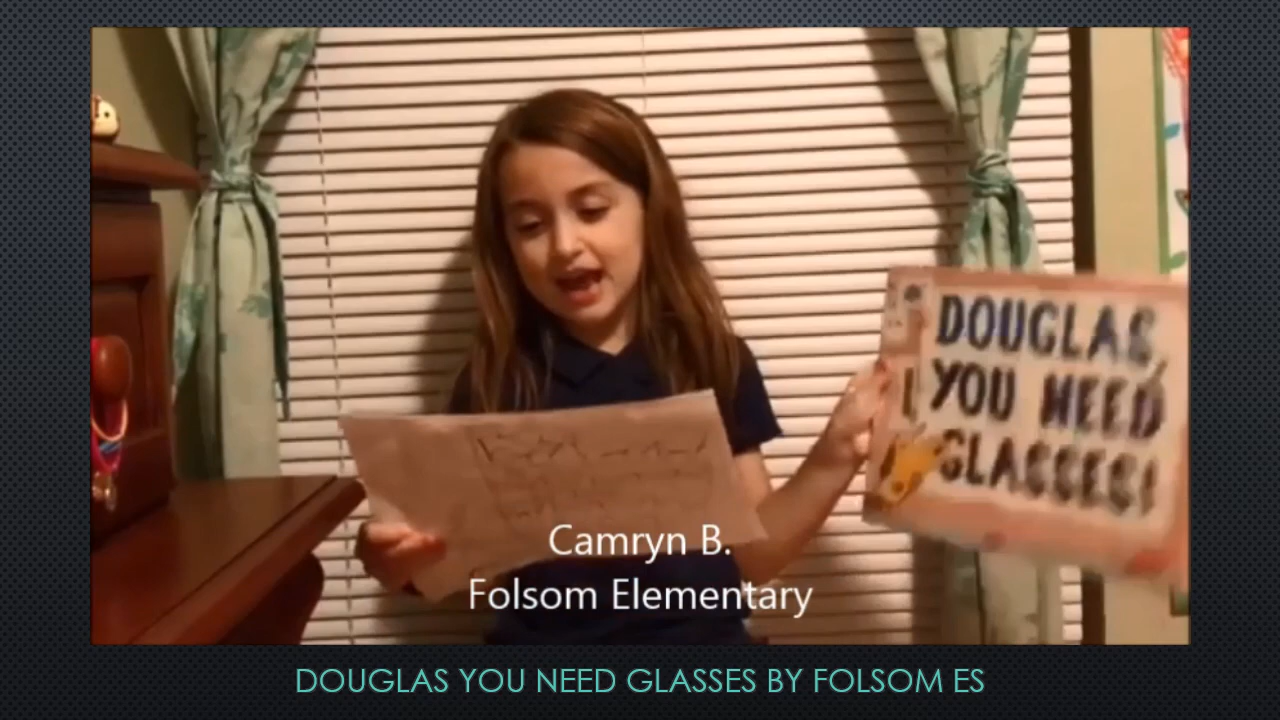 DOUGLAS,
YOU NEED
GLASSES!
Camryn B.
Folsom Elementary
DOUGLAS YOU NEED GLASSES BY FOLSOM ES